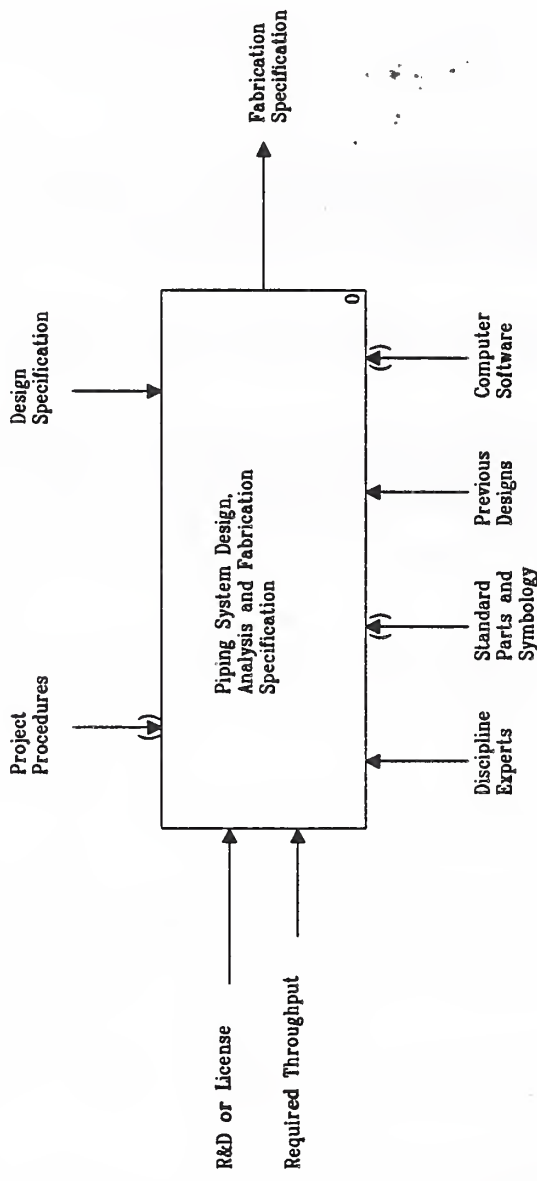 Project
Procedures
Design
Specification
R&D or License
Required Throughput
Piping System Design,
Analysis and Fabrication
Specification
0
Fabrication
Specification
Discipline
Experts
Standard
Parts and
Symbology
Previous
Designs
Computer
Software